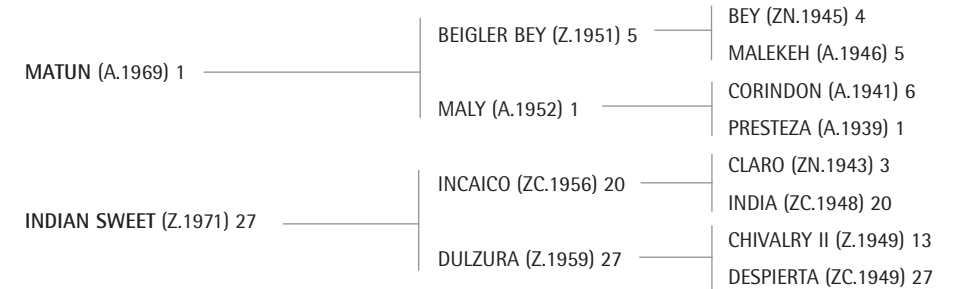 MATUN (A.1969) 1
BEIGLER BEY (Z.1951) 5
BEY (ZN.1945) 4
MALEKEH (A.1946) 5
MALY (A.1952) 1
CORINDON (A.1941) 6
PRESTEZA (A.1939) 1
INDIAN SWEET (Z.1971) 27
INCAICO (ZC.1956) 20
CLARO (ZN.1943) 3
INDIA (ZC.1948) 20
DULZURA (Z.1959) 27
CHIVALRY II (Z.1949) 13
DESPIERTA (ZC.1949) 27